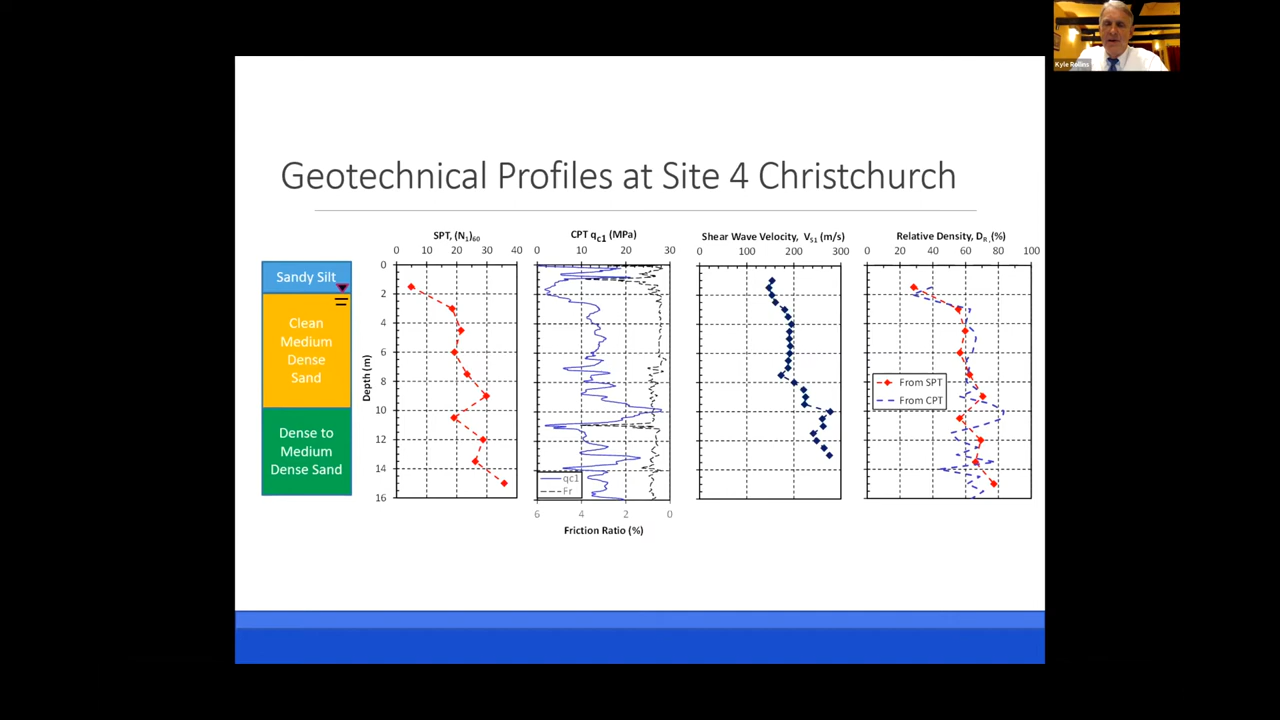 Kyle Rollins
Geotechnical Profiles at Site 4 Christchurch
SPT, (N1)60
0 10 20 30 40
CPT qc1 (MPa)
0 10 20 30
Shear Wave Velocity, VS1 (m/s)
0 100 200 300
Relative Density, DR, (%)
0 20 40 60 80 100
Sandy Silt
Clean
Medium
Dense
Sand
Dense to
Medium
Dense Sand
Depth (m)
0
2
4
6
8
10
12
14
16
qc1
Fr
6 4 2 0
Friction Ratio (%)
From SPT
From CPT